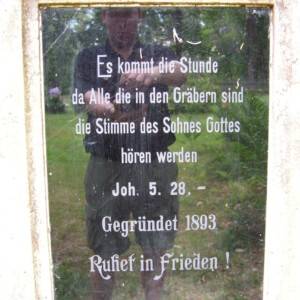 Es kommt die Stunde
da Alle die in den Gräbern sind
die Stimme des Sohnes Gottes
hören werden
Joh. 5. 28, -
Gegründet 1893
Ruhet in Frieden !